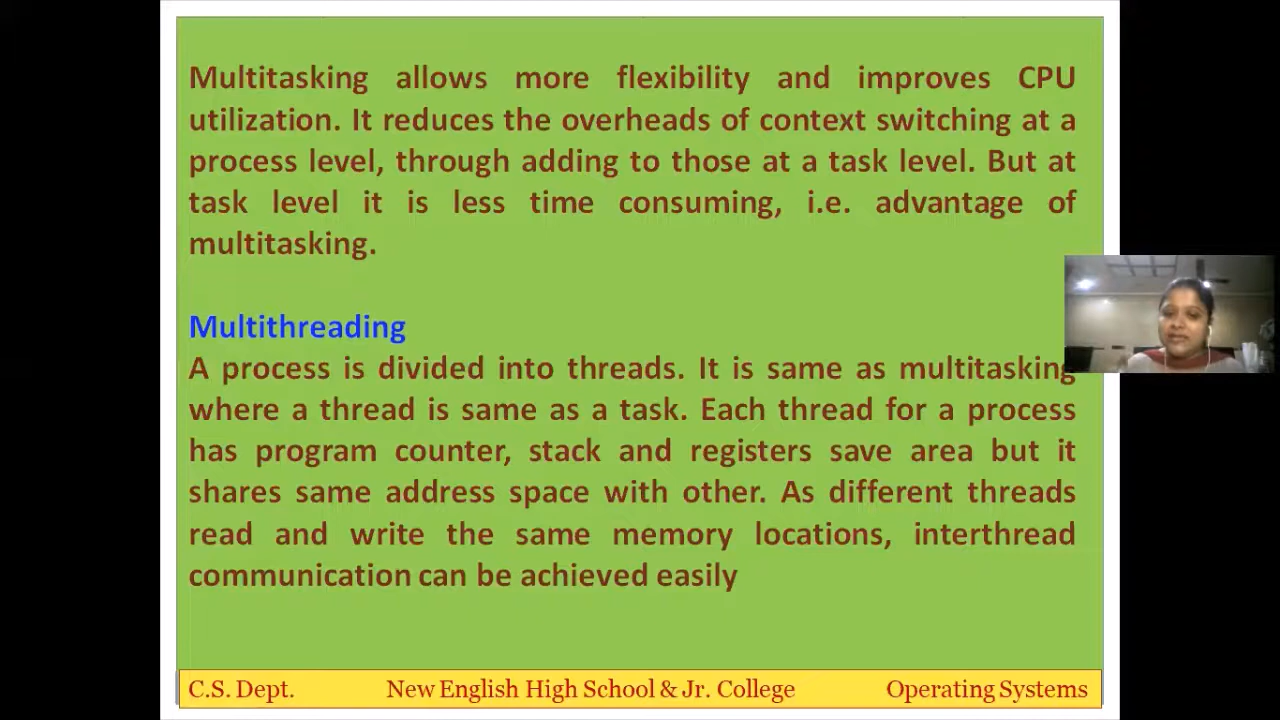 Multitasking allows more flexibility and improves CPU
utilization. It reduces the overheads of context switching at a
process level, through adding to those at a task level. But at
task level it is less time consuming, i.e. advantage of
multitasking.
Multithreading
A process is divided into threads. It is same as multitasking
where a thread is same as a task. Each thread for a process
has program counter, stack and registers save area but it
shares same address space with other. As different threads
read and write the same memory locations, interthread
communication can be achieved easily
C.S. Dept. New English High School & Jr. College Operating Systems